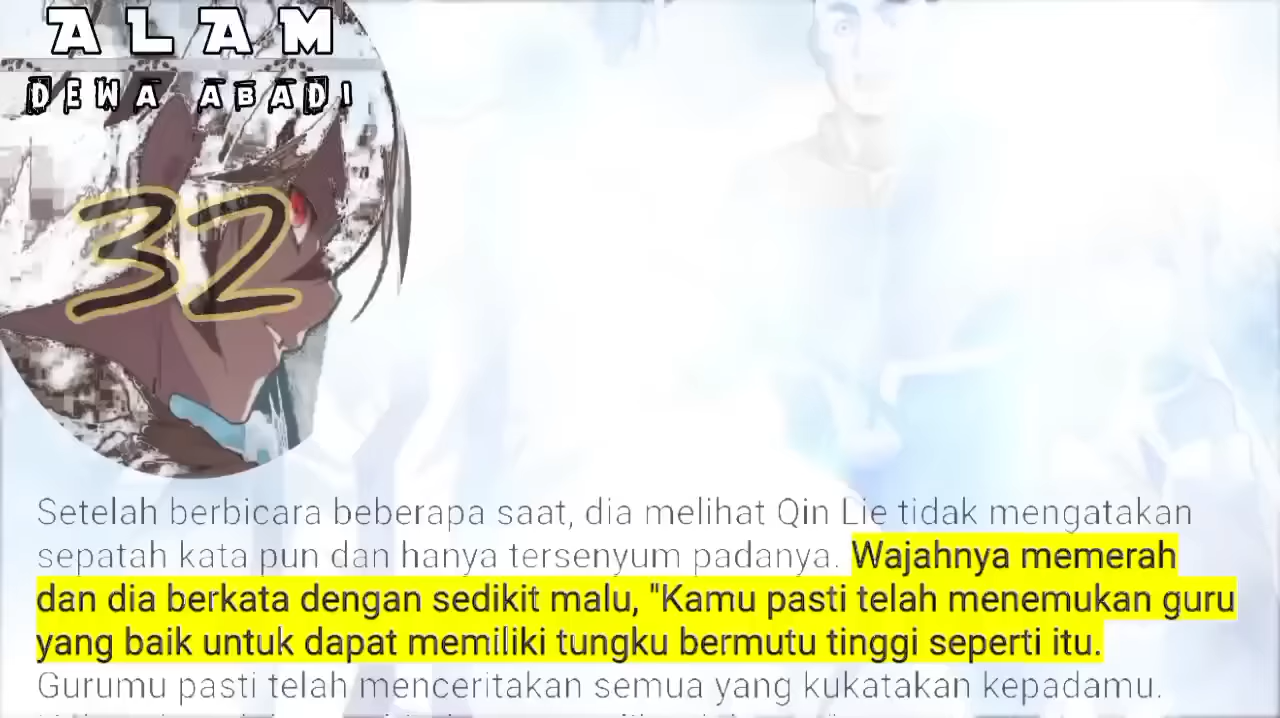 ALAM
DEWA ABADI
32
Setelah berbicara beberapa saat, dia melihat Qin Lie tidak mengatakan
sepatah kata pun dan hanya tersenyum padanya. Wajahnya memerah
dan dia berkata dengan sedikit malu, "Kamu pasti telah menemukan guru
yang baik untuk dapat memiliki tungku bermutu tinggi seperti itu.
Gurumu pasti telah menceritakan semua yang kukatakan kepadamu.